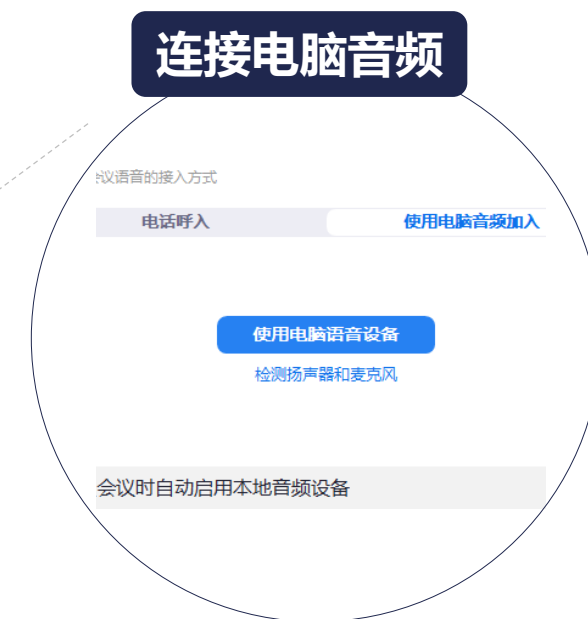 连接电脑音频
议语音的接入方式
电话呼入
使用电脑音频加入
使用电脑语音设备
检测扬声器和麦克风
会议时自动启用本地音频设备